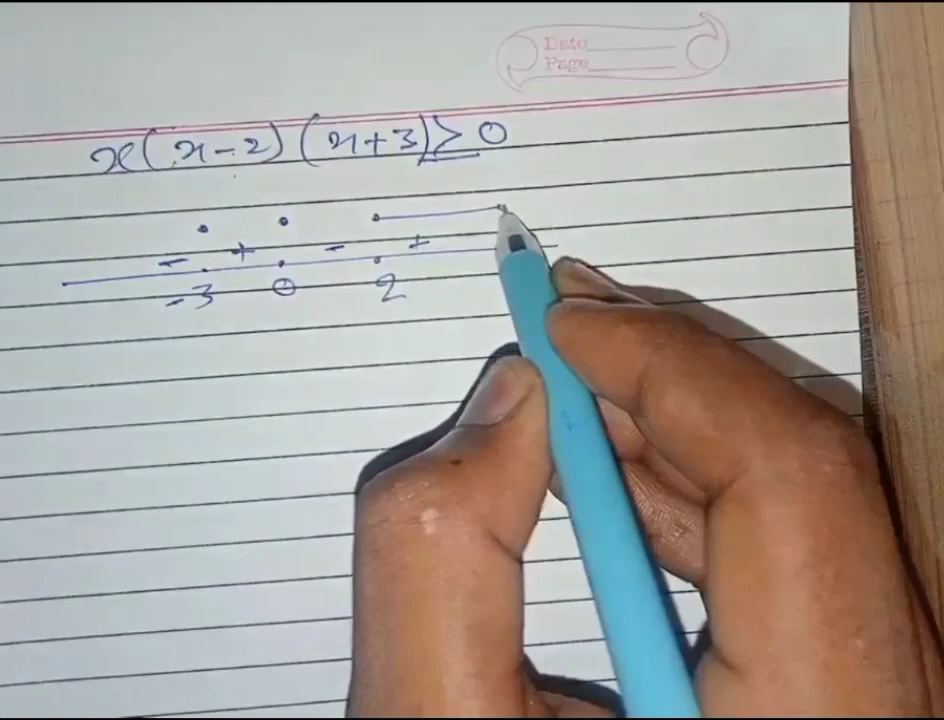 Date
Page
x(x-2)(x+3)≥0
- + - +
-3 0 2